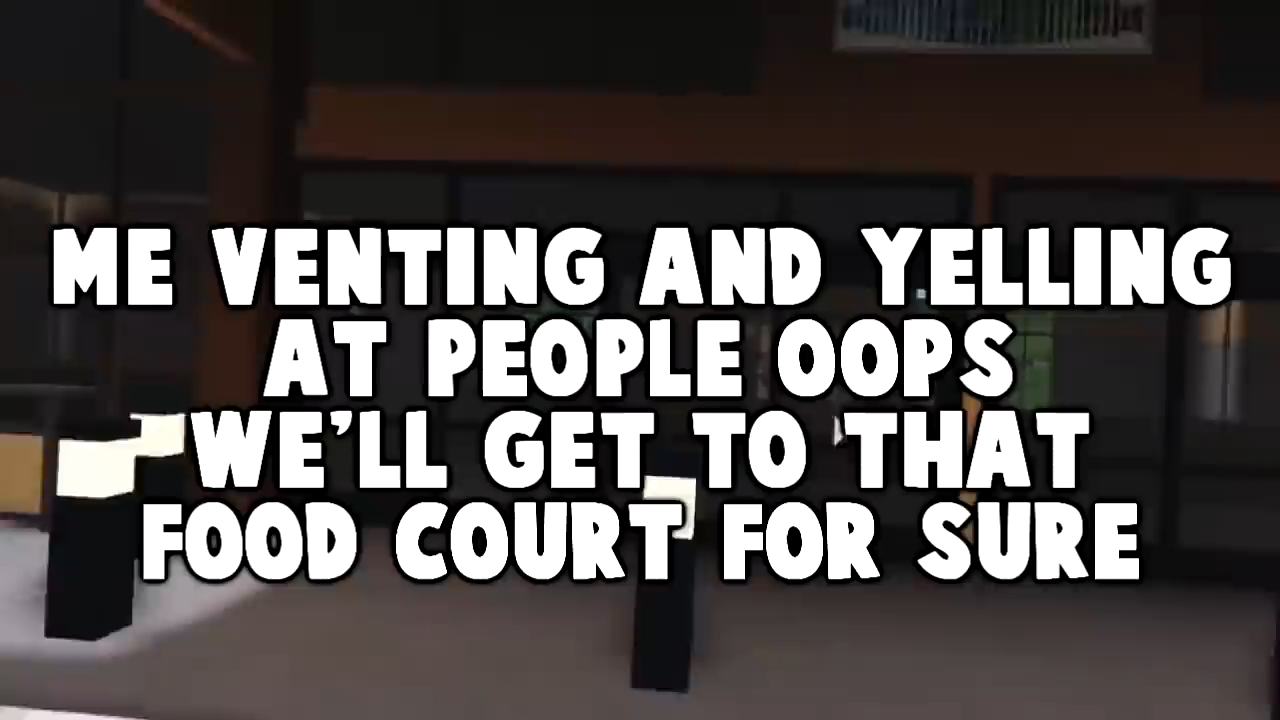 ME VENTING AND YELLING
AT PEOPLE OOPS
WE'LL GET TO THAT
FOOD COURT FOR SURE